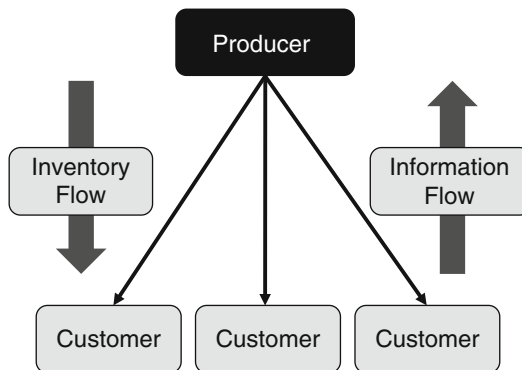 Producer
Inventory
Flow
Information
Flow
Customer
Customer
Customer